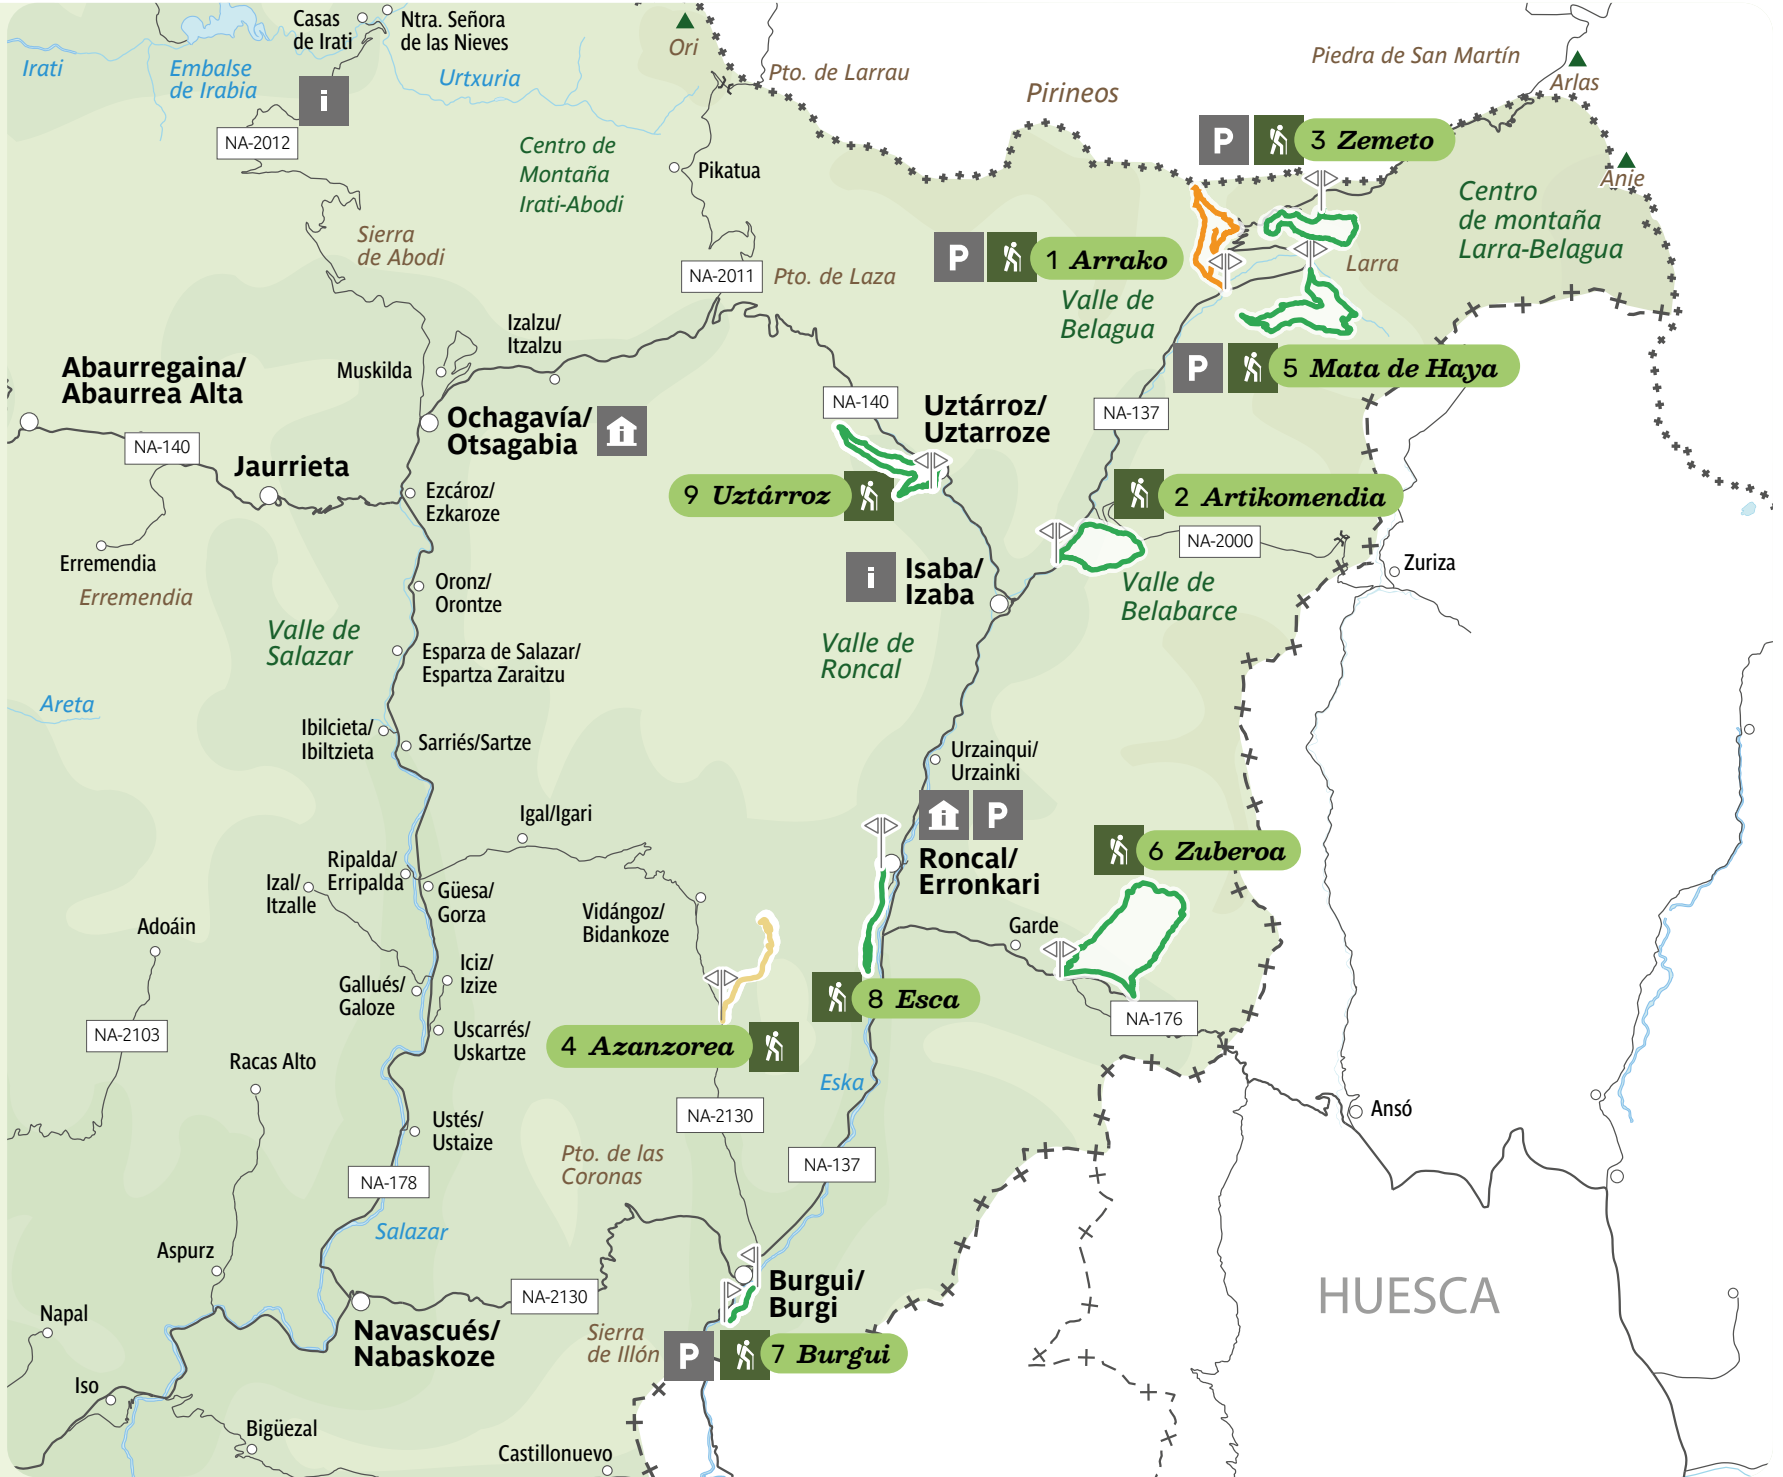 Casas
de Irati
Ntra. Señora
de las Nieves
Irati
Embalse
de Irabia
Urtxuria
Ori
Pto. de Larrau
Pirineos
Piedra de San Martín
Arlas
Anie
i
NA-2012
Centro de
Montaña
Irati-Abodi
Pikatua
P
3 Zemeto
Centro
de montaña
Larra-Belagua
Sierra
de Abodi
NA-2011
Pto. de Laza
P
1 Arrako
Valle de
Belagua
Larra
Izalzu/
Itzalzu
Muskilda
P
5 Mata de Haya
Abaurregaina/
Abaurrea Alta
NA-140
Jaurrieta
Ochagavía/
Otsagabia
i
NA-140
Uztárroz/
Uztarroze
NA-137
9 Uztárroz
2 Artikomendia
NA-2000
Ezcároz/
Ezkaroze
Erremendia
Erremendia
Oronz/
Orontze
i
Isaba/
Izaba
Valle de
Belabarce
Zuriza
Valle de
Salazar
Esparza de Salazar/
Espartza Zaraitzu
Valle de
Roncal
Areta
Ibilcieta/
Ibiltzieta
Sarriés/Sartze
Urzainqui/
Urzainki
i
P
Roncal/
Erronkari
Igal/Igari
Ripalda/
Erripalda
Izal/
Itzalle
Güesa/
Gorza
6 Zuberoa
Adoáin
Vidángoz/
Bidankoze
Garde
Iciz/
Izize
Gallués/
Galoze
8 Esca
NA-176
NA-2103
Uscarrés/
Uskartze
4 Azanzorea
Racas Alto
Eska
Ansó
NA-2130
Ustés/
Ustaize
Pto. de las
Coronas
NA-137
NA-178
Salazar
Aspurz
NA-2130
Burgui/
Burgi
HUESCA
Napal
Navascués/
Nabaskoze
Sierra
de Illón
P
7 Burgui
Iso
Bigüezal
Castillonuevo